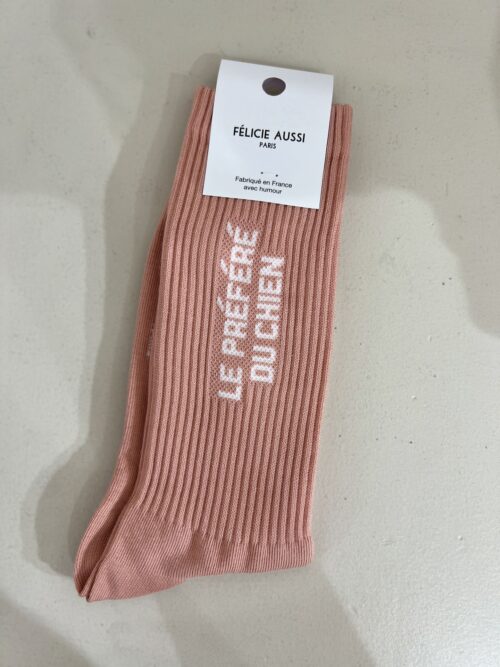 FÉLICIE AUSSI
PARIS
Fabriqué en France
avec humour
LE PRÉFÉRÉ
DU CHIEN